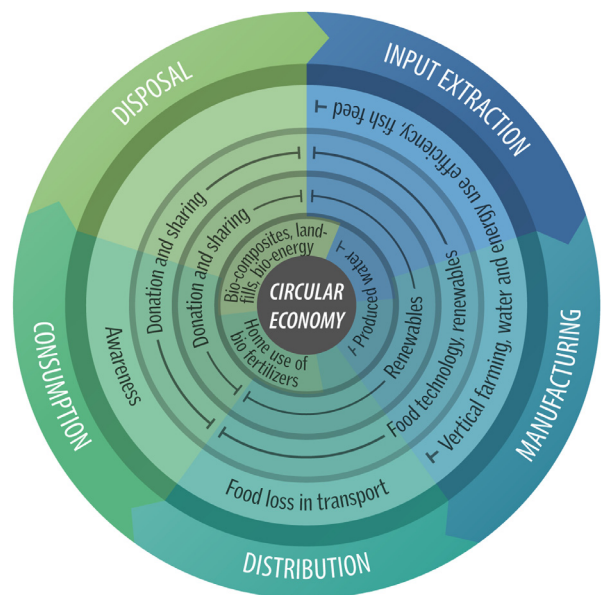 DISPOSAL
INPUT EXTRACTION
MANUFACTURING
DISTRIBUTION
CONSUMPTION
Vertical farming, water and energy use efficiency, fish feed
Food technology, renewables
Renewables
Produced water
Donation and sharing
Donation and sharing
Bio-composites, land-
fills, bio-energy
CIRCULAR
ECONOMY
Home use of
bio fertilizers
Awareness
Food loss in transport